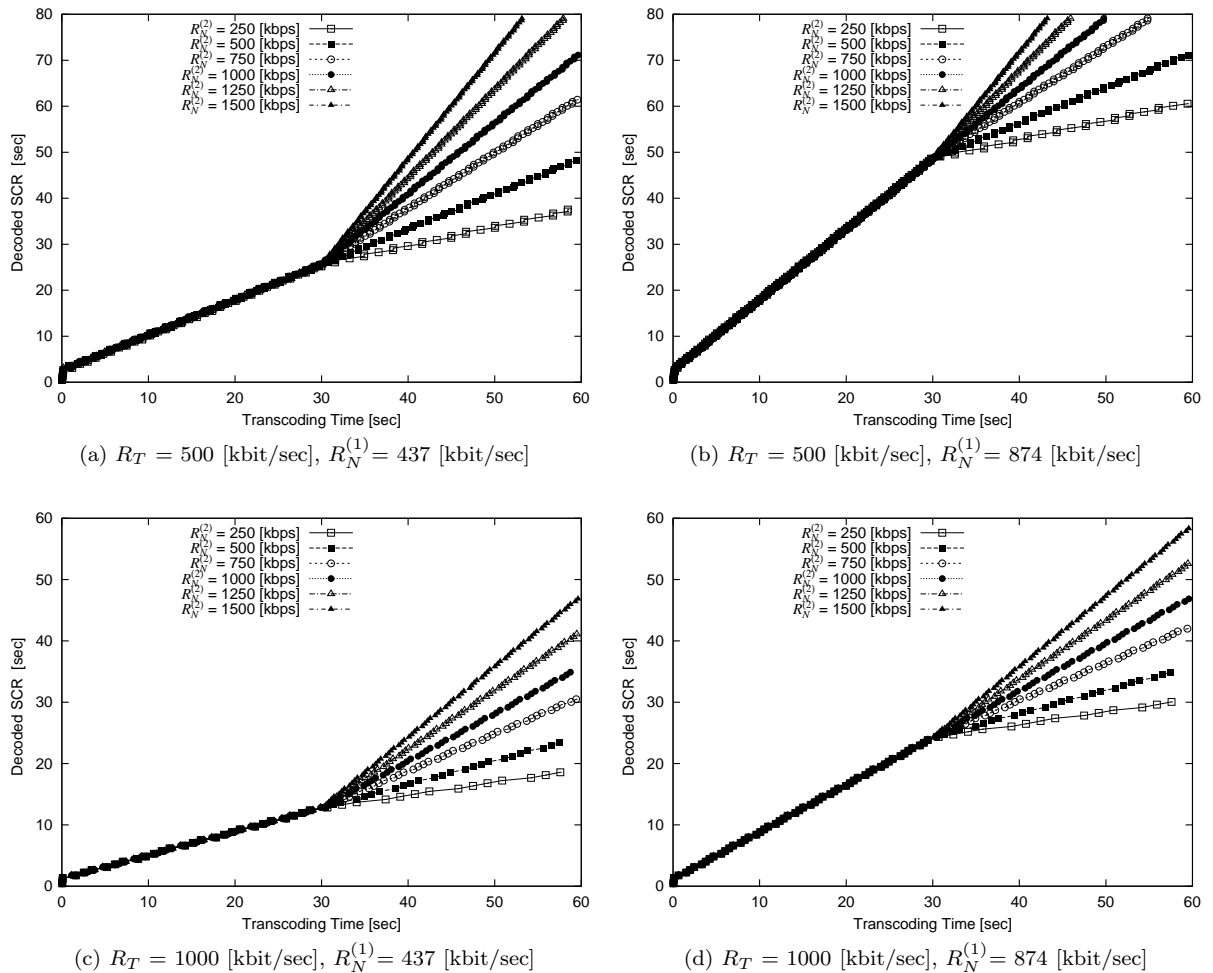 80
70
60
50
40
30
20
10
0
Decoded SCR [sec]
R_N^{(2)} = 250 [kbps]
R_N^{(2)} = 500 [kbps]
R_N^{(2)} = 750 [kbps]
R_N^{(2)} = 1000 [kbps]
R_N^{(2)} = 1250 [kbps]
R_N^{(2)} = 1500 [kbps]
0 10 20 30 40 50 60
Transcoding Time [sec]
(a) R_T = 500 [kbit/sec], R_N^{(1)} = 437 [kbit/sec]
80
70
60
50
40
30
20
10
0
Decoded SCR [sec]
R_N^{(2)} = 250 [kbps]
R_N^{(2)} = 500 [kbps]
R_N^{(2)} = 750 [kbps]
R_N^{(2)} = 1000 [kbps]
R_N^{(2)} = 1250 [kbps]
R_N^{(2)} = 1500 [kbps]
0 10 20 30 40 50 60
Transcoding Time [sec]
(b) R_T = 500 [kbit/sec], R_N^{(1)} = 874 [kbit/sec]
60
50
40
30
20
10
0
Decoded SCR [sec]
R_N^{(2)} = 250 [kbps]
R_N^{(2)} = 500 [kbps]
R_N^{(2)} = 750 [kbps]
R_N^{(2)} = 1000 [kbps]
R_N^{(2)} = 1250 [kbps]
R_N^{(2)} = 1500 [kbps]
0 10 20 30 40 50 60
Transcoding Time [sec]
(c) R_T = 1000 [kbit/sec], R_N^{(1)} = 437 [kbit/sec]
60
50
40
30
20
10
0
Decoded SCR [sec]
R_N^{(2)} = 250 [kbps]
R_N^{(2)} = 500 [kbps]
R_N^{(2)} = 750 [kbps]
R_N^{(2)} = 1000 [kbps]
R_N^{(2)} = 1250 [kbps]
R_N^{(2)} = 1500 [kbps]
0 10 20 30 40 50 60
Transcoding Time [sec]
(d) R_T = 1000 [kbit/sec], R_N^{(1)} = 874 [kbit/sec]